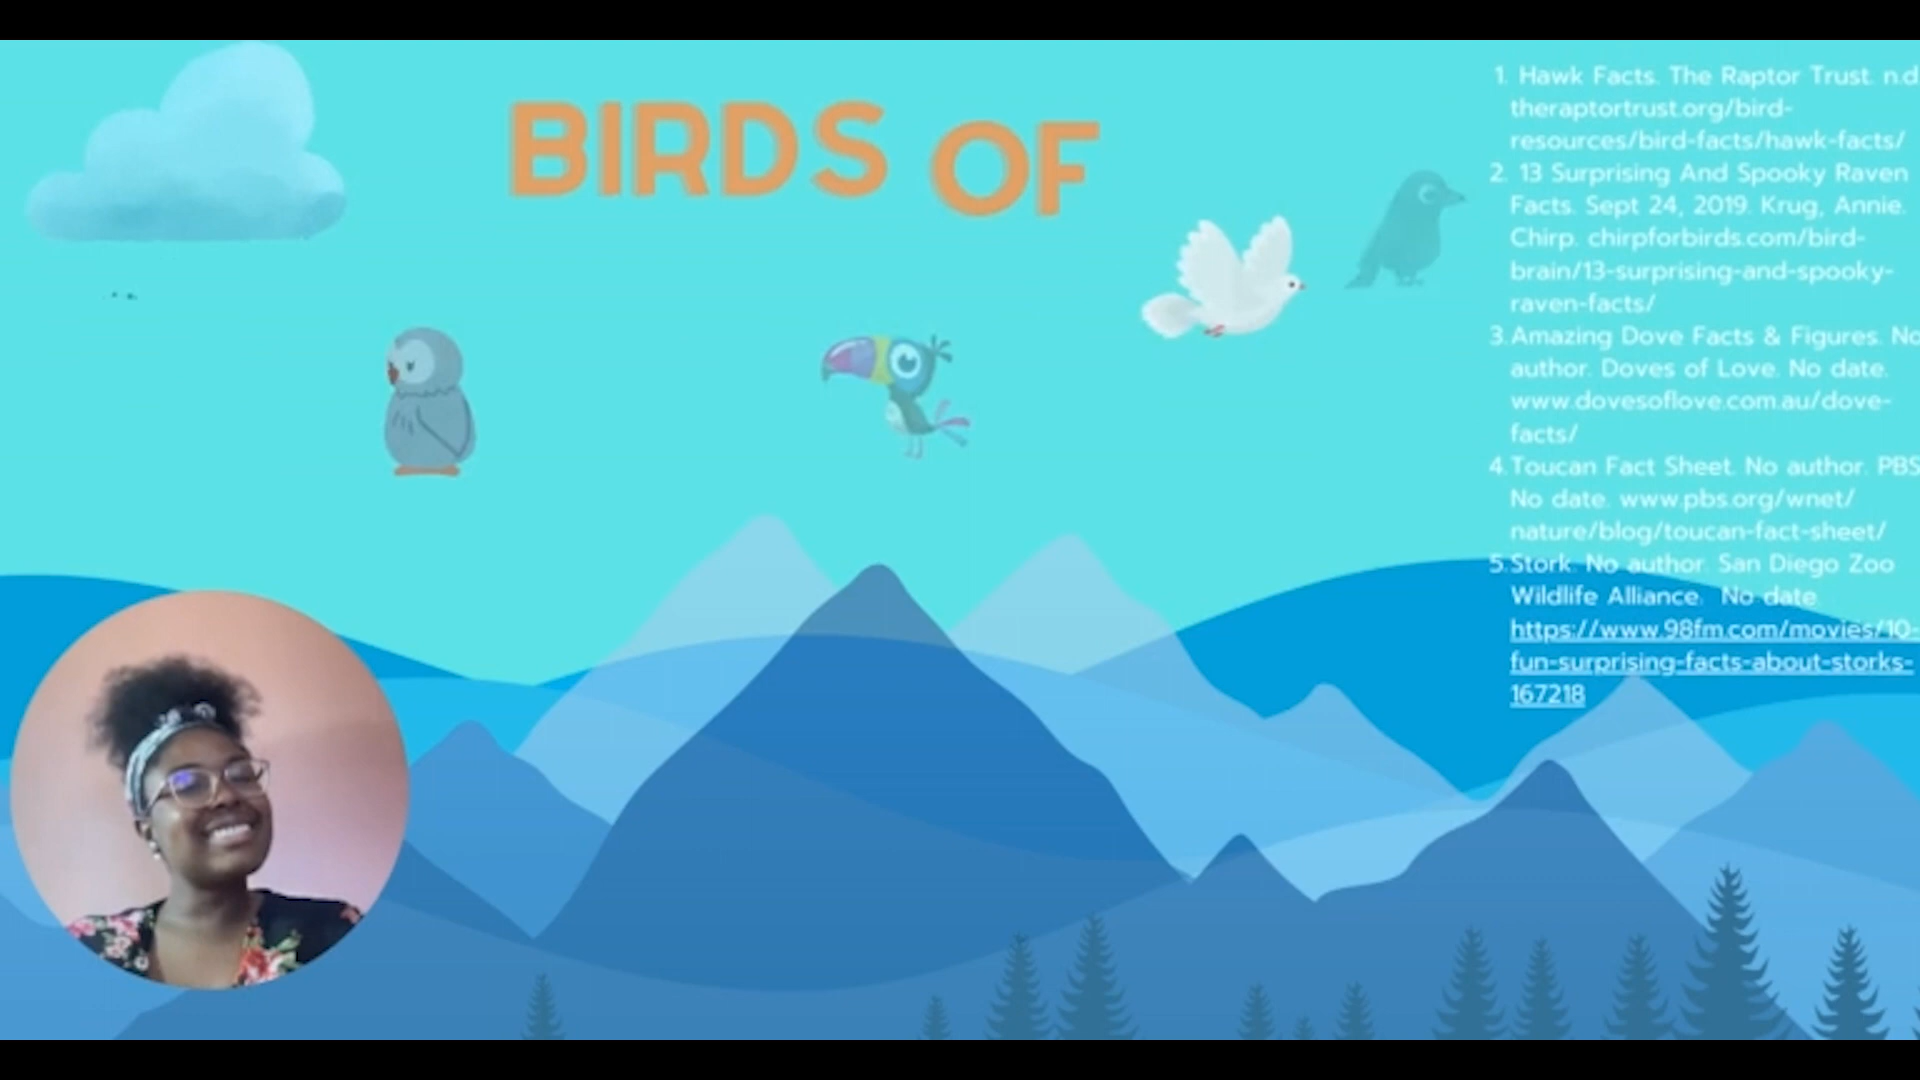 BIRDS OF
1. Hawk Facts. The Raptor Trust. n.d
theraptortrust.org/bird-
resources/bird-facts/hawk-facts/
2. 13 Surprising And Spooky Raven
Facts. Sept 24, 2019. Krug, Annie.
Chirp. chirpforbirds.com/bird-
brain/13-surprising-and-spooky-
raven-facts/
3. Amazing Dove Facts & Figures. No
author. Doves of Love. No date.
www.dovesoflove.com.au/dove-
facts/
4. Toucan Fact Sheet. No author. PBS
No date. www.pbs.org/wnet/
nature/blog/toucan-fact-sheet/
5. Stork. No author. San Diego Zoo
Wildlife Alliance. No date
https://www.98fm.com/movies/10-
fun-surprising-facts-about-storks-
167218